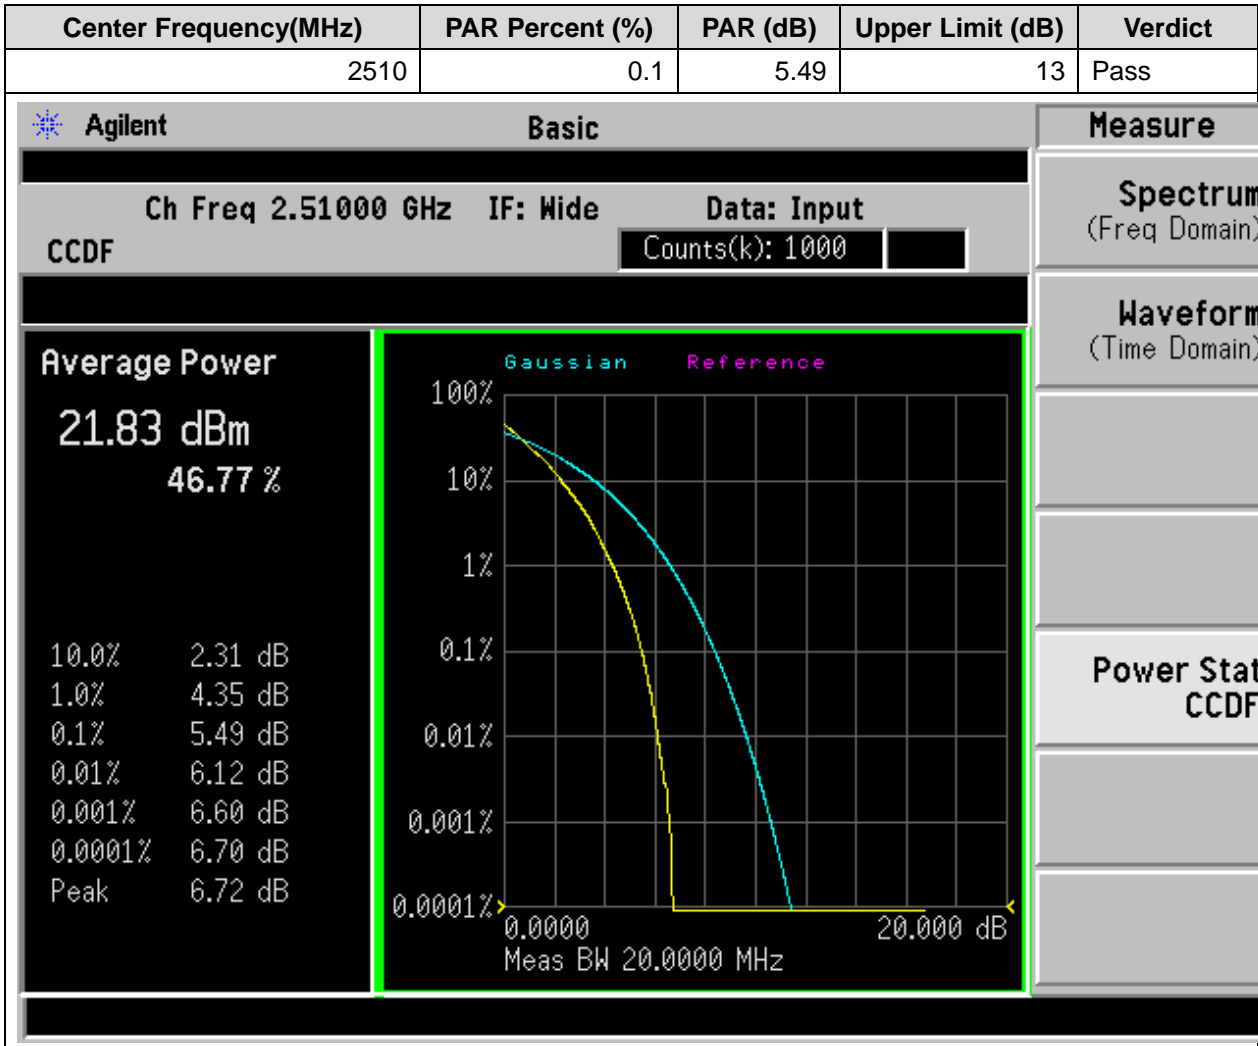 Center Frequency(MHz) PAR Percent (%) PAR (dB) Upper Limit (dB) Verdict
2510 0.1 5.49 13 Pass
Agilent Basic Measure
Ch Freq 2.51000 GHz IF: Wide Data: Input
CCDF Counts(k): 1000
Spectrum
(Freq Domain)
Waveform
(Time Domain)
Power Stat
CCDF
Average Power
21.83 dBm
46.77 %
10.0% 2.31 dB
1.0% 4.35 dB
0.1% 5.49 dB
0.01% 6.12 dB
0.001% 6.60 dB
0.0001% 6.70 dB
Peak 6.72 dB
Gaussian Reference
100%
10%
1%
0.1%
0.01%
0.001%
0.0001%
0.0000 20.000 dB
Meas BW 20.0000 MHz